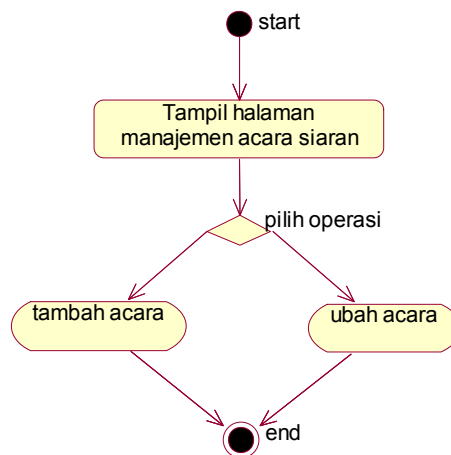 start
Tampil halaman
manajemen acara siaran
pilih operasi
tambah acara
ubah acara
end